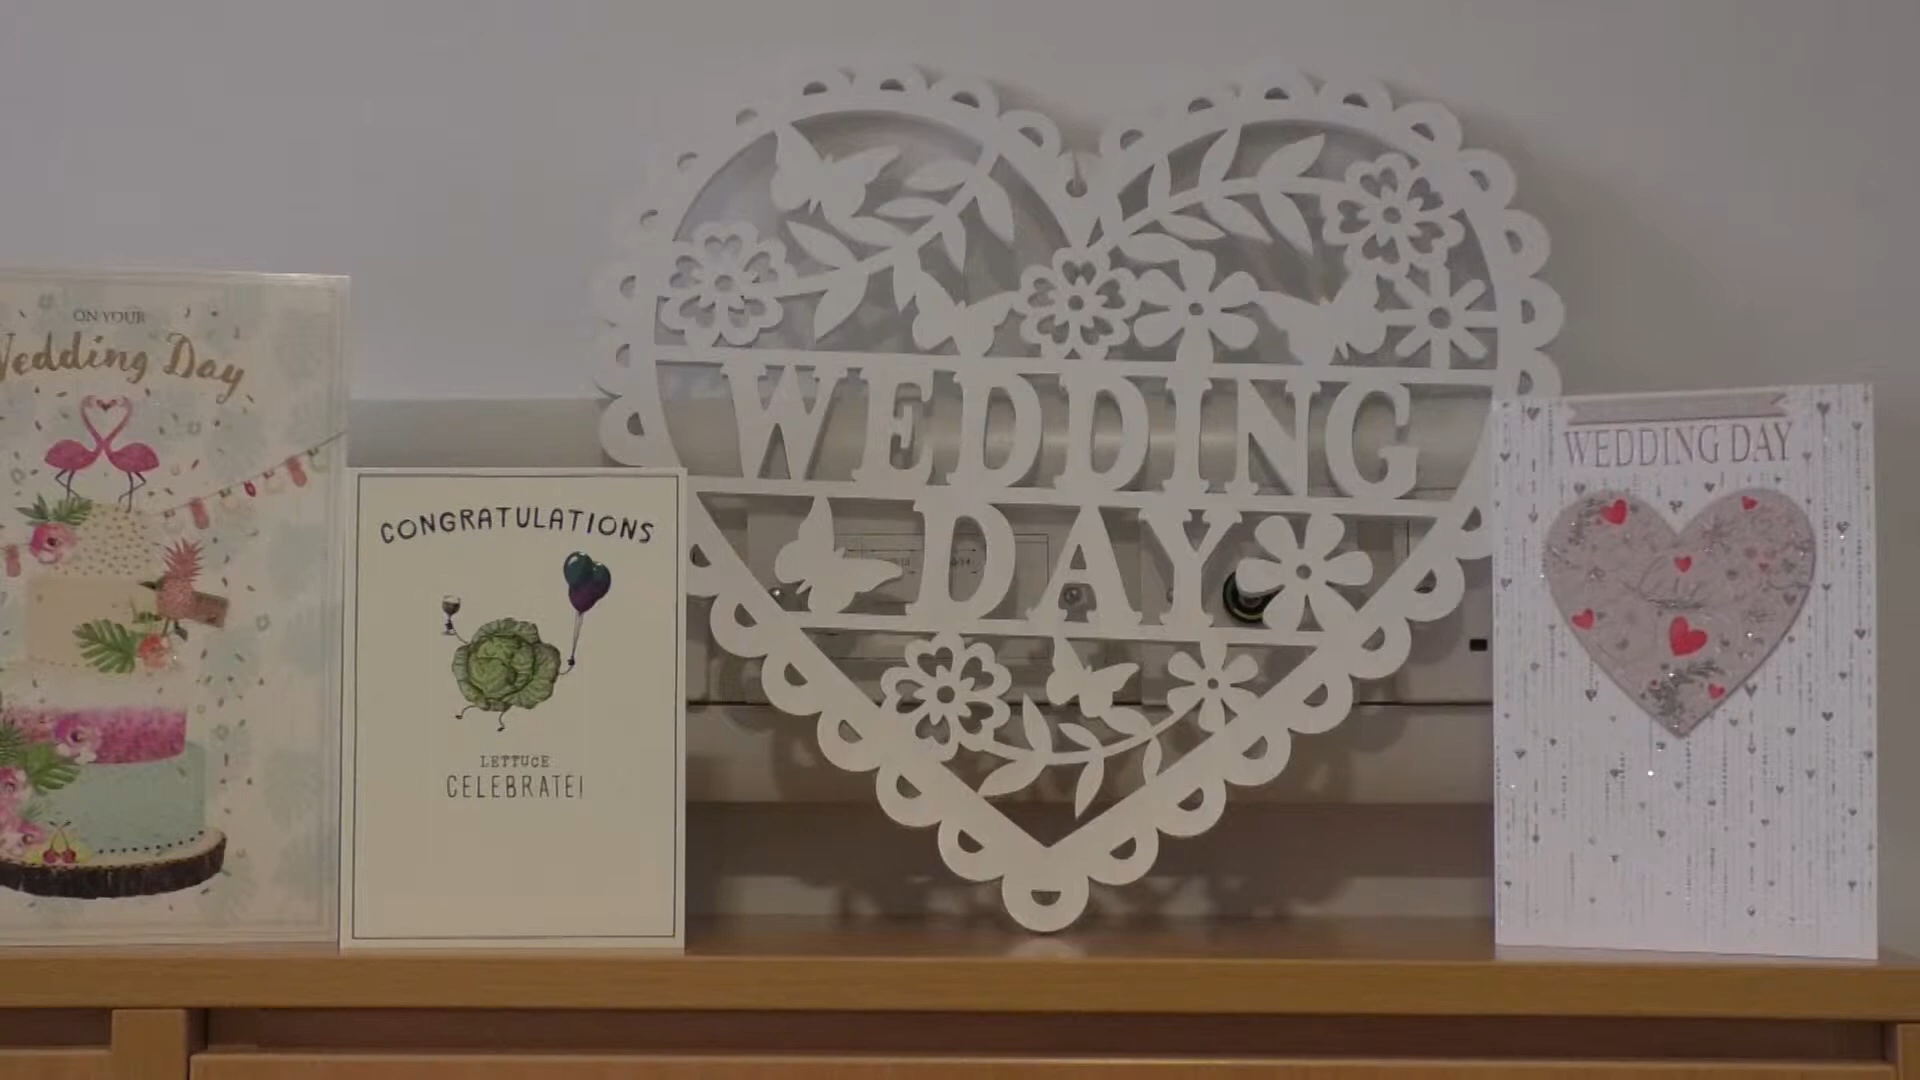 ON YOUR
Wedding Day
CONGRATULATIONS
LETTUCE
CELEBRATE!
WEDDING
DAY
WEDDING DAY